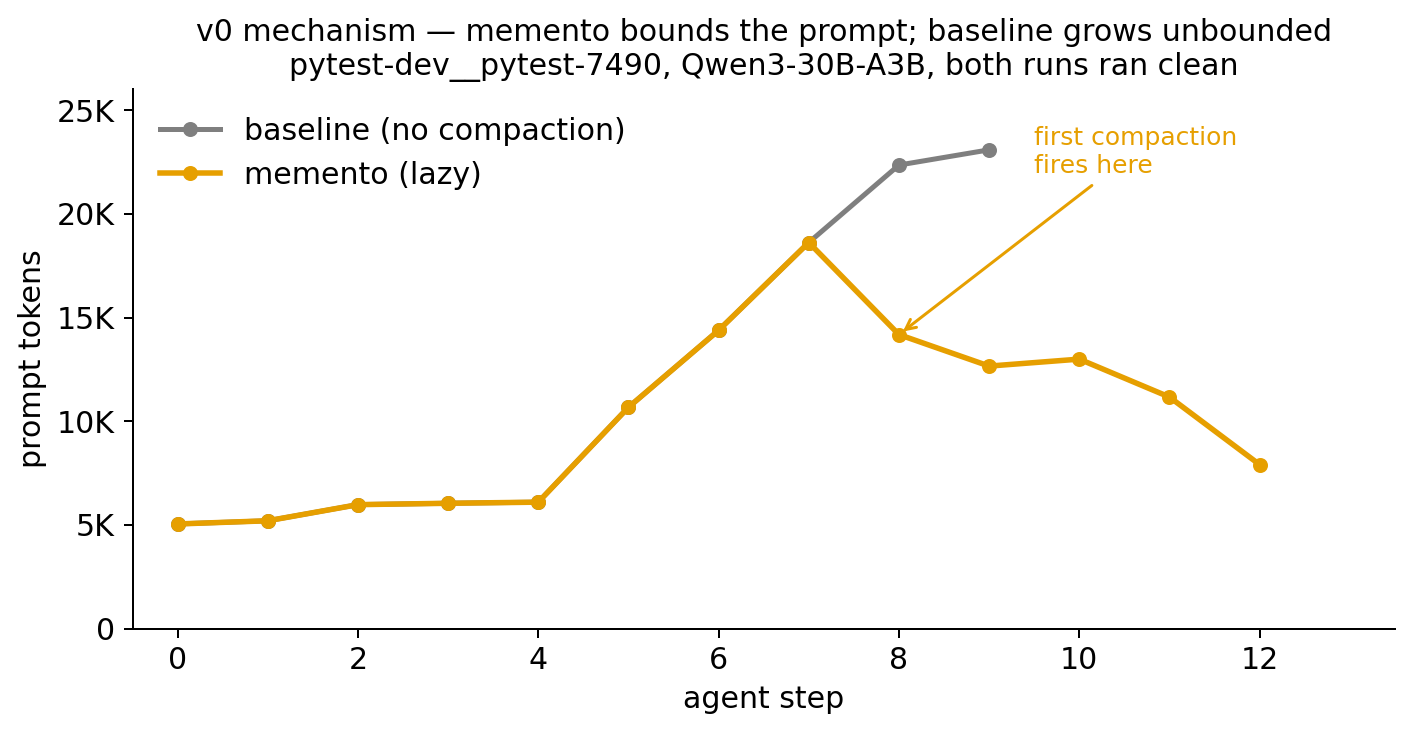 v0 mechanism — memento bounds the prompt; baseline grows unbounded
pytest-dev__pytest-7490, Qwen3-30B-A3B, both runs ran clean
baseline (no compaction)
memento (lazy)
first compaction
fires here
25K
20K
15K
10K
5K
0
prompt tokens
0 2 4 6 8 10 12
agent step